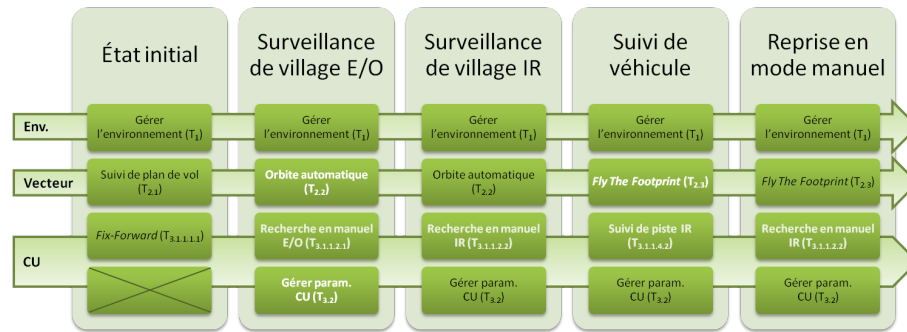 État initial
Surveillance
de village E/O
Surveillance
de village IR
Suivi de
véhicule
Reprise en
mode manuel
Env.
Gérer
l'environnement (T1)
Gérer
l'environnement (T1)
Gérer
l'environnement (T1)
Gérer
l'environnement (T1)
Gérer
l'environnement (T1)
Vecteur
Suivi de plan de vol
(T2.1)
Orbite automatique
(T2.2)
Orbite automatique
(T2.2)
Fly The Footprint (T2.3)
Fly The Footprint (T2.3)
CU
Fix-Forward (T3.1.1.1.1)
Recherche en manuel
E/O (T3.1.1.2.1)
Recherche en manuel
IR (T3.1.1.2.2)
Suivi de piste IR
(T3.1.1.4.2)
Recherche en manuel
IR (T3.1.1.2.2)
Gérer param.
CU (T3.2)
Gérer param.
CU (T3.2)
Gérer param.
CU (T3.2)
Gérer param.
CU (T3.2)